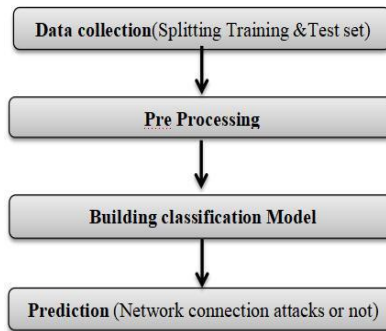 Data collection(Splitting Training &Test set)
Pre Processing
Building classification Model
Prediction (Network connection attacks or not)